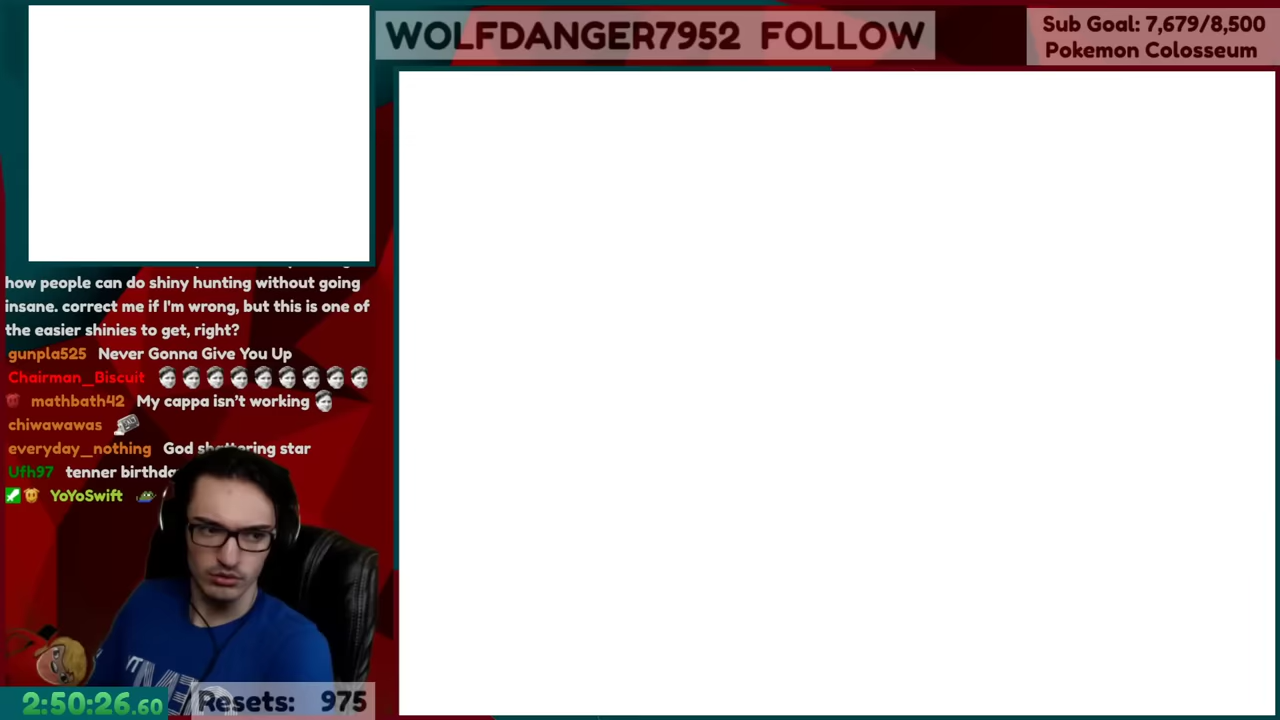 WOLFDANGER7952 FOLLOW
Sub Goal: 7,679/8,500
Pokemon Colosseum
how people can do shiny hunting without going
insane. correct me if I'm wrong, but this is one of
the easier shinies to get, right?
gunpla525 Never Gonna Give You Up
Chairman_Biscuit
mathbath42 My cappa isn't working
chiwawawas
everyday_nothing God shattering star
Ufh97 tenner birthday
YoYoSwift
2:50:26.60
Resets: 975